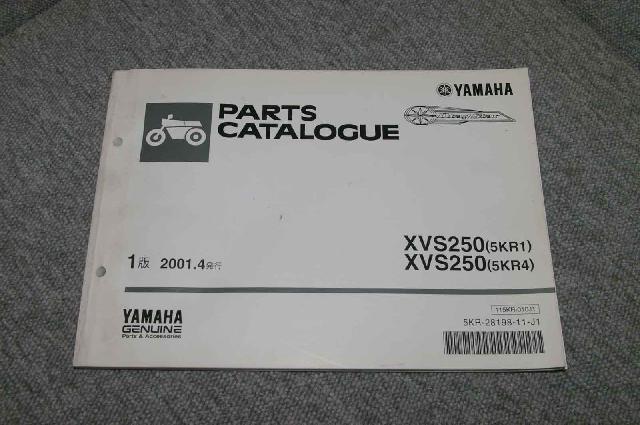 YAMAHA
PARTS
CATALOGUE
XVS250(5KR1)
XVS250(5KR4)
1版 2001.4発行
YAMAHA
GENUINE
Parts & Accessories
5KR-28198-11-J1